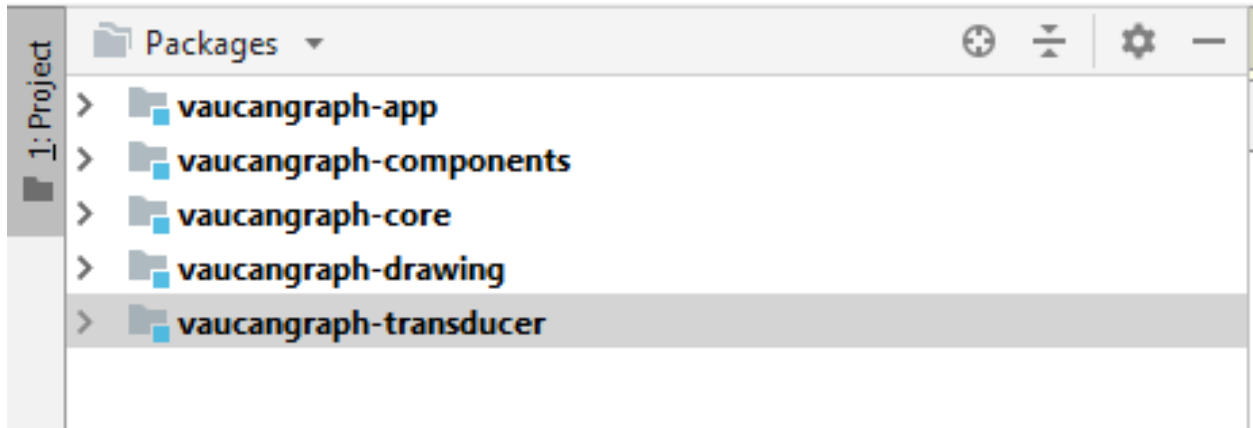 1: Project
Packages
vaucangraph-app
vaucangraph-components
vaucangraph-core
vaucangraph-drawing
vaucangraph-transducer